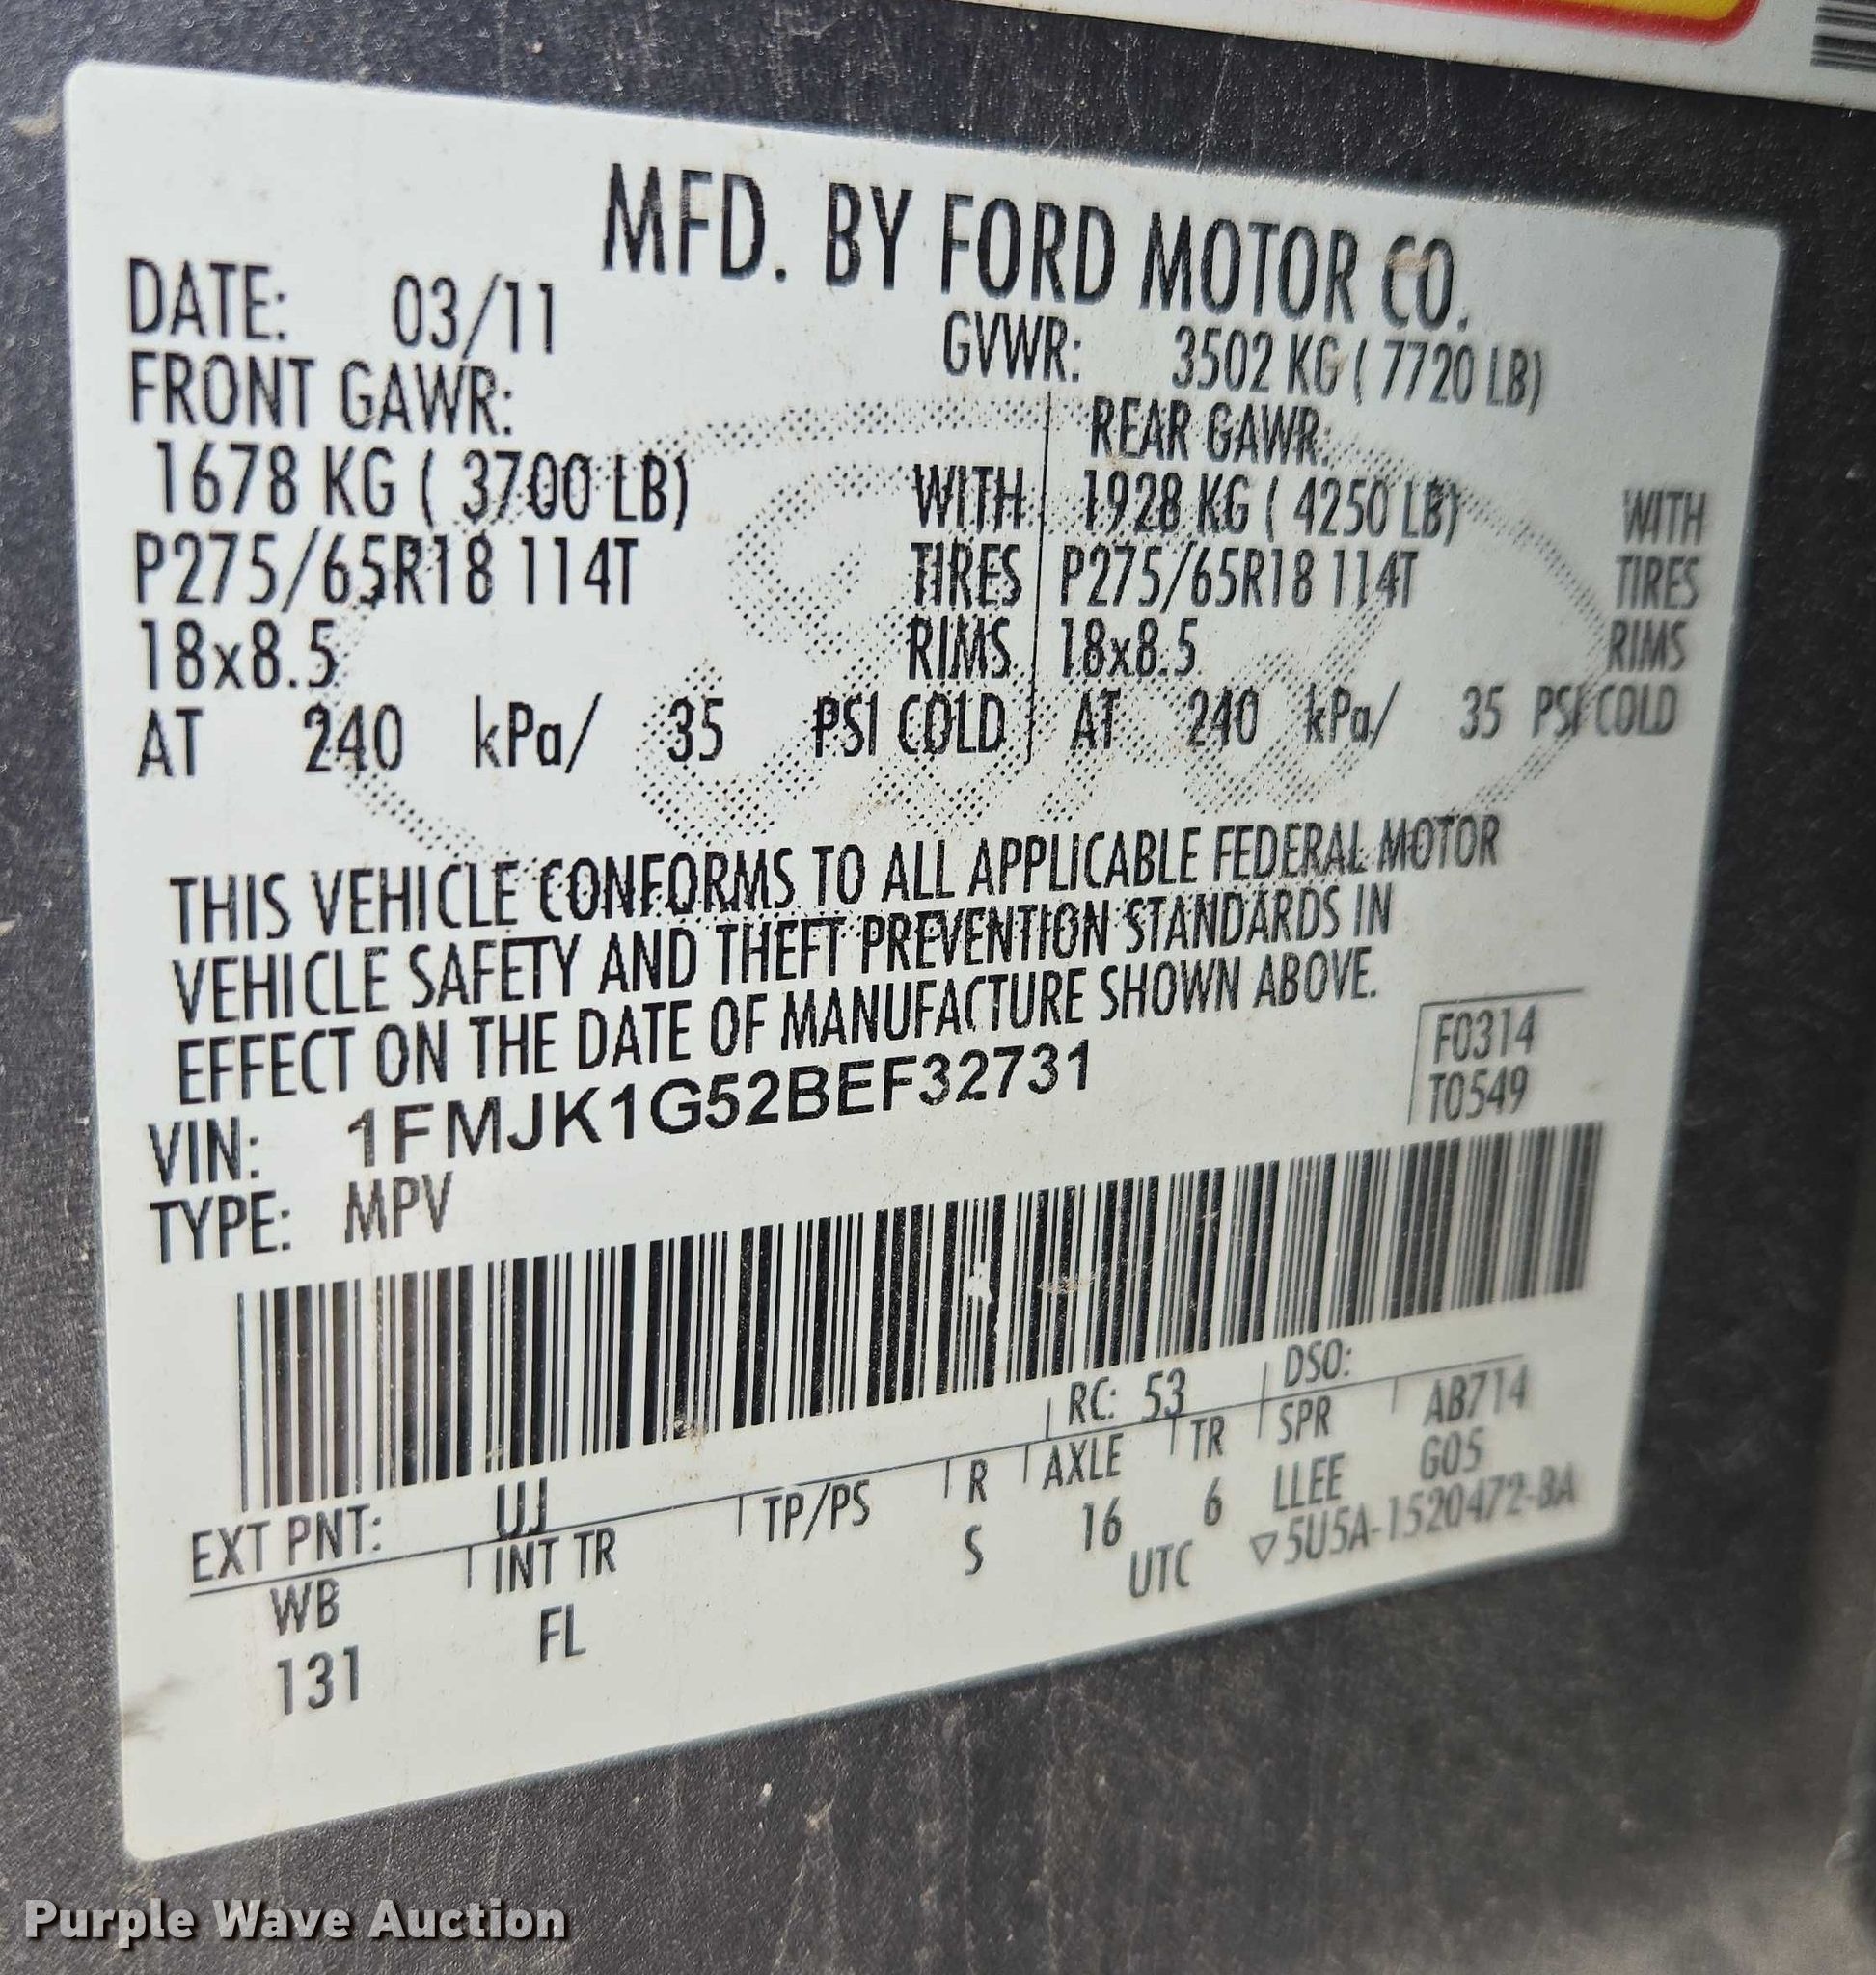 MFD. BY FORD MOTOR CO.
DATE: 03/11 GVWR: 3502 KG ( 7720 LB)
FRONT GAWR: REAR GAWR:
1678 KG ( 3700 LB) WITH 1928 KG ( 4250 LB) WITH
P275/65R18 114T TIRES P275/65R18 114T TIRES
18x8.5 RIMS 18x8.5 RIMS
AT 240 kPa/ 35 PSI COLD AT 240 kPa/ 35 PSI COLD
THIS VEHICLE CONFORMS TO ALL APPLICABLE FEDERAL MOTOR
VEHICLE SAFETY AND THEFT PREVENTION STANDARDS IN
EFFECT ON THE DATE OF MANUFACTURE SHOWN ABOVE.
VIN: 1FMJK1G52BEF32731 F0314
TYPE: MPV T0549
RC: 53 DSO:
EXT PNT: UJ
WB INT TR TP/PS R AXLE TR SPR AB714
131 FL S 16 6 LLEE G05
UTC ▽5U5A-1520472-BA
Purple Wave Auction